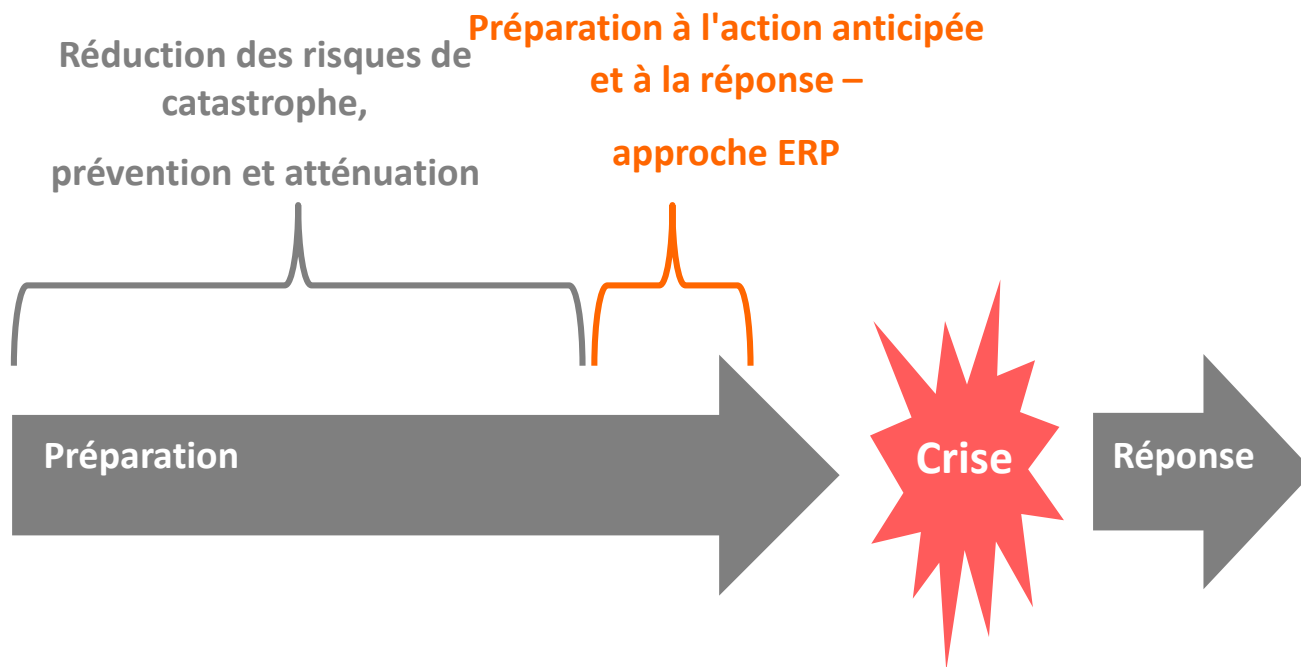 Réduction des risques de
catastrophe,
prévention et atténuation
Préparation à l'action anticipée
et à la réponse –
approche ERP
Préparation
Crise
Réponse